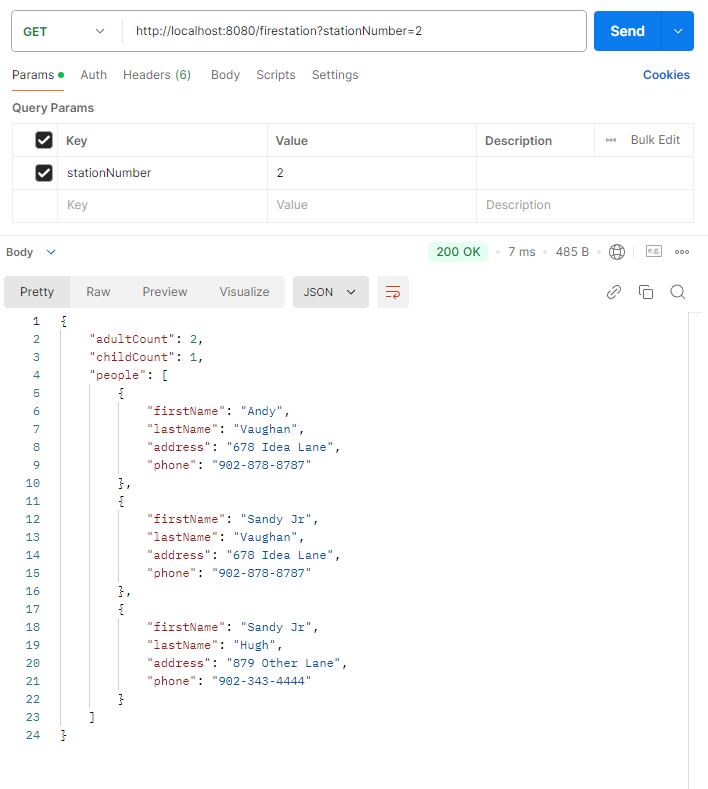 GET http://localhost:8080/firestation?stationNumber=2 Send
Params Auth Headers (6) Body Scripts Settings Cookies
Query Params
Key Value Description Bulk Edit
stationNumber 2
Key Value Description
Body 200 OK 7 ms 485 B e.g.
Pretty Raw Preview Visualize JSON
1 {
2 "adultCount": 2,
3 "childCount": 1,
4 "people": [
5 {
6 "firstName": "Andy",
7 "lastName": "Vaughan",
8 "address": "678 Idea Lane",
9 "phone": "902-878-8787"
10 },
11 {
12 "firstName": "Sandy Jr",
13 "lastName": "Vaughan",
14 "address": "678 Idea Lane",
15 "phone": "902-878-8787"
16 },
17 {
18 "firstName": "Sandy Jr",
19 "lastName": "Hugh",
20 "address": "879 Other Lane",
21 "phone": "902-343-4444"
22 }
23 ]
24 }